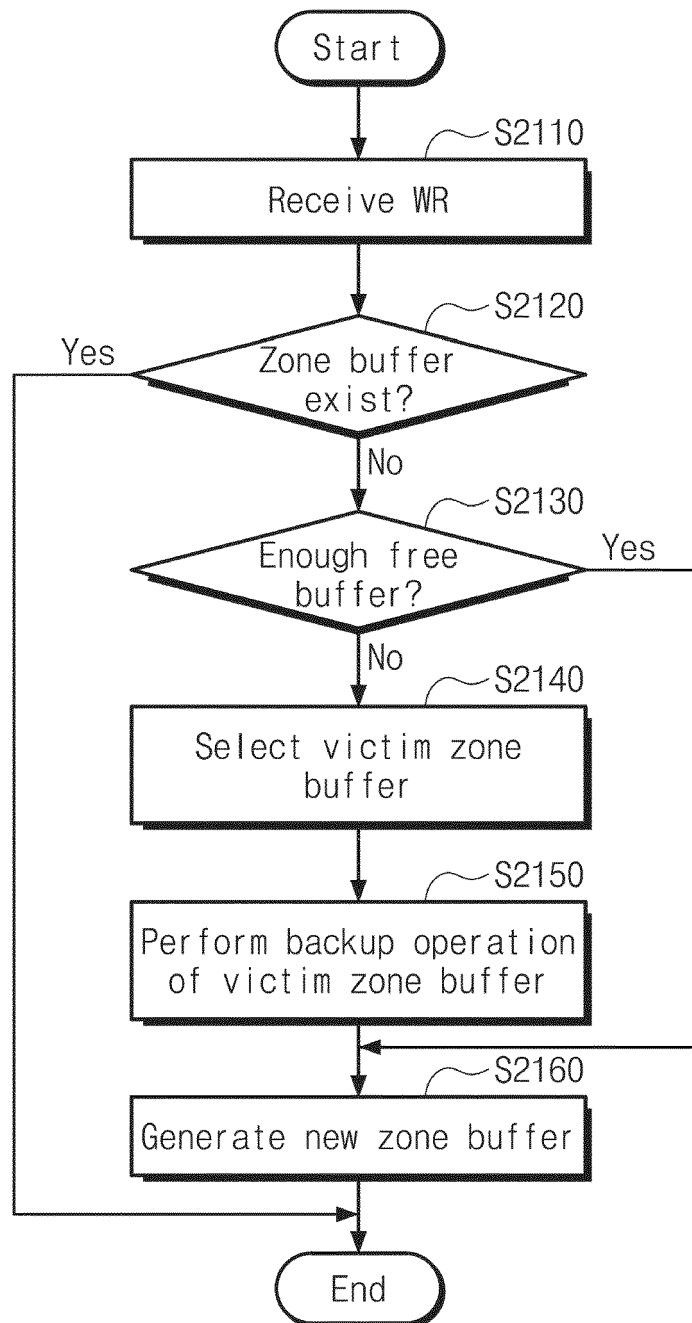 Start
S2110
Receive WR
S2120
Yes
Zone buffer
exist?
No
S2130
Enough free
buffer?
Yes
No
S2140
Select victim zone
buffer
S2150
Perform backup operation
of victim zone buffer
S2160
Generate new zone buffer
End